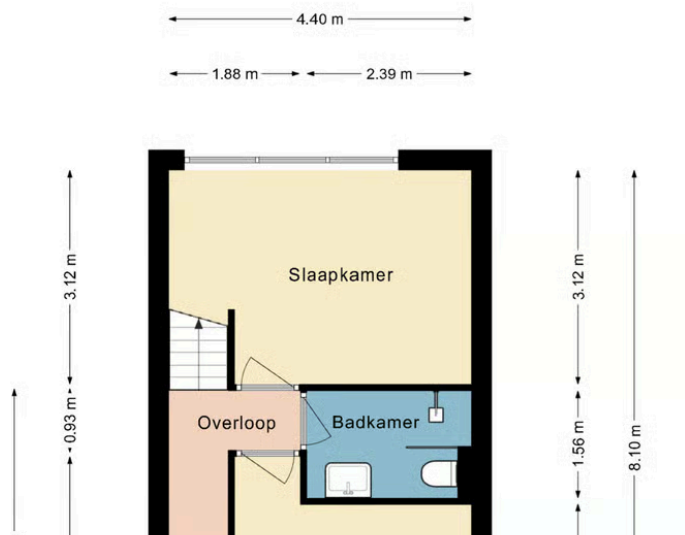 4.40 m
1.88 m
2.39 m
3.12 m
Slaapkamer
3.12 m
0.93 m
Overloop
Badkamer
1.56 m
8.10 m